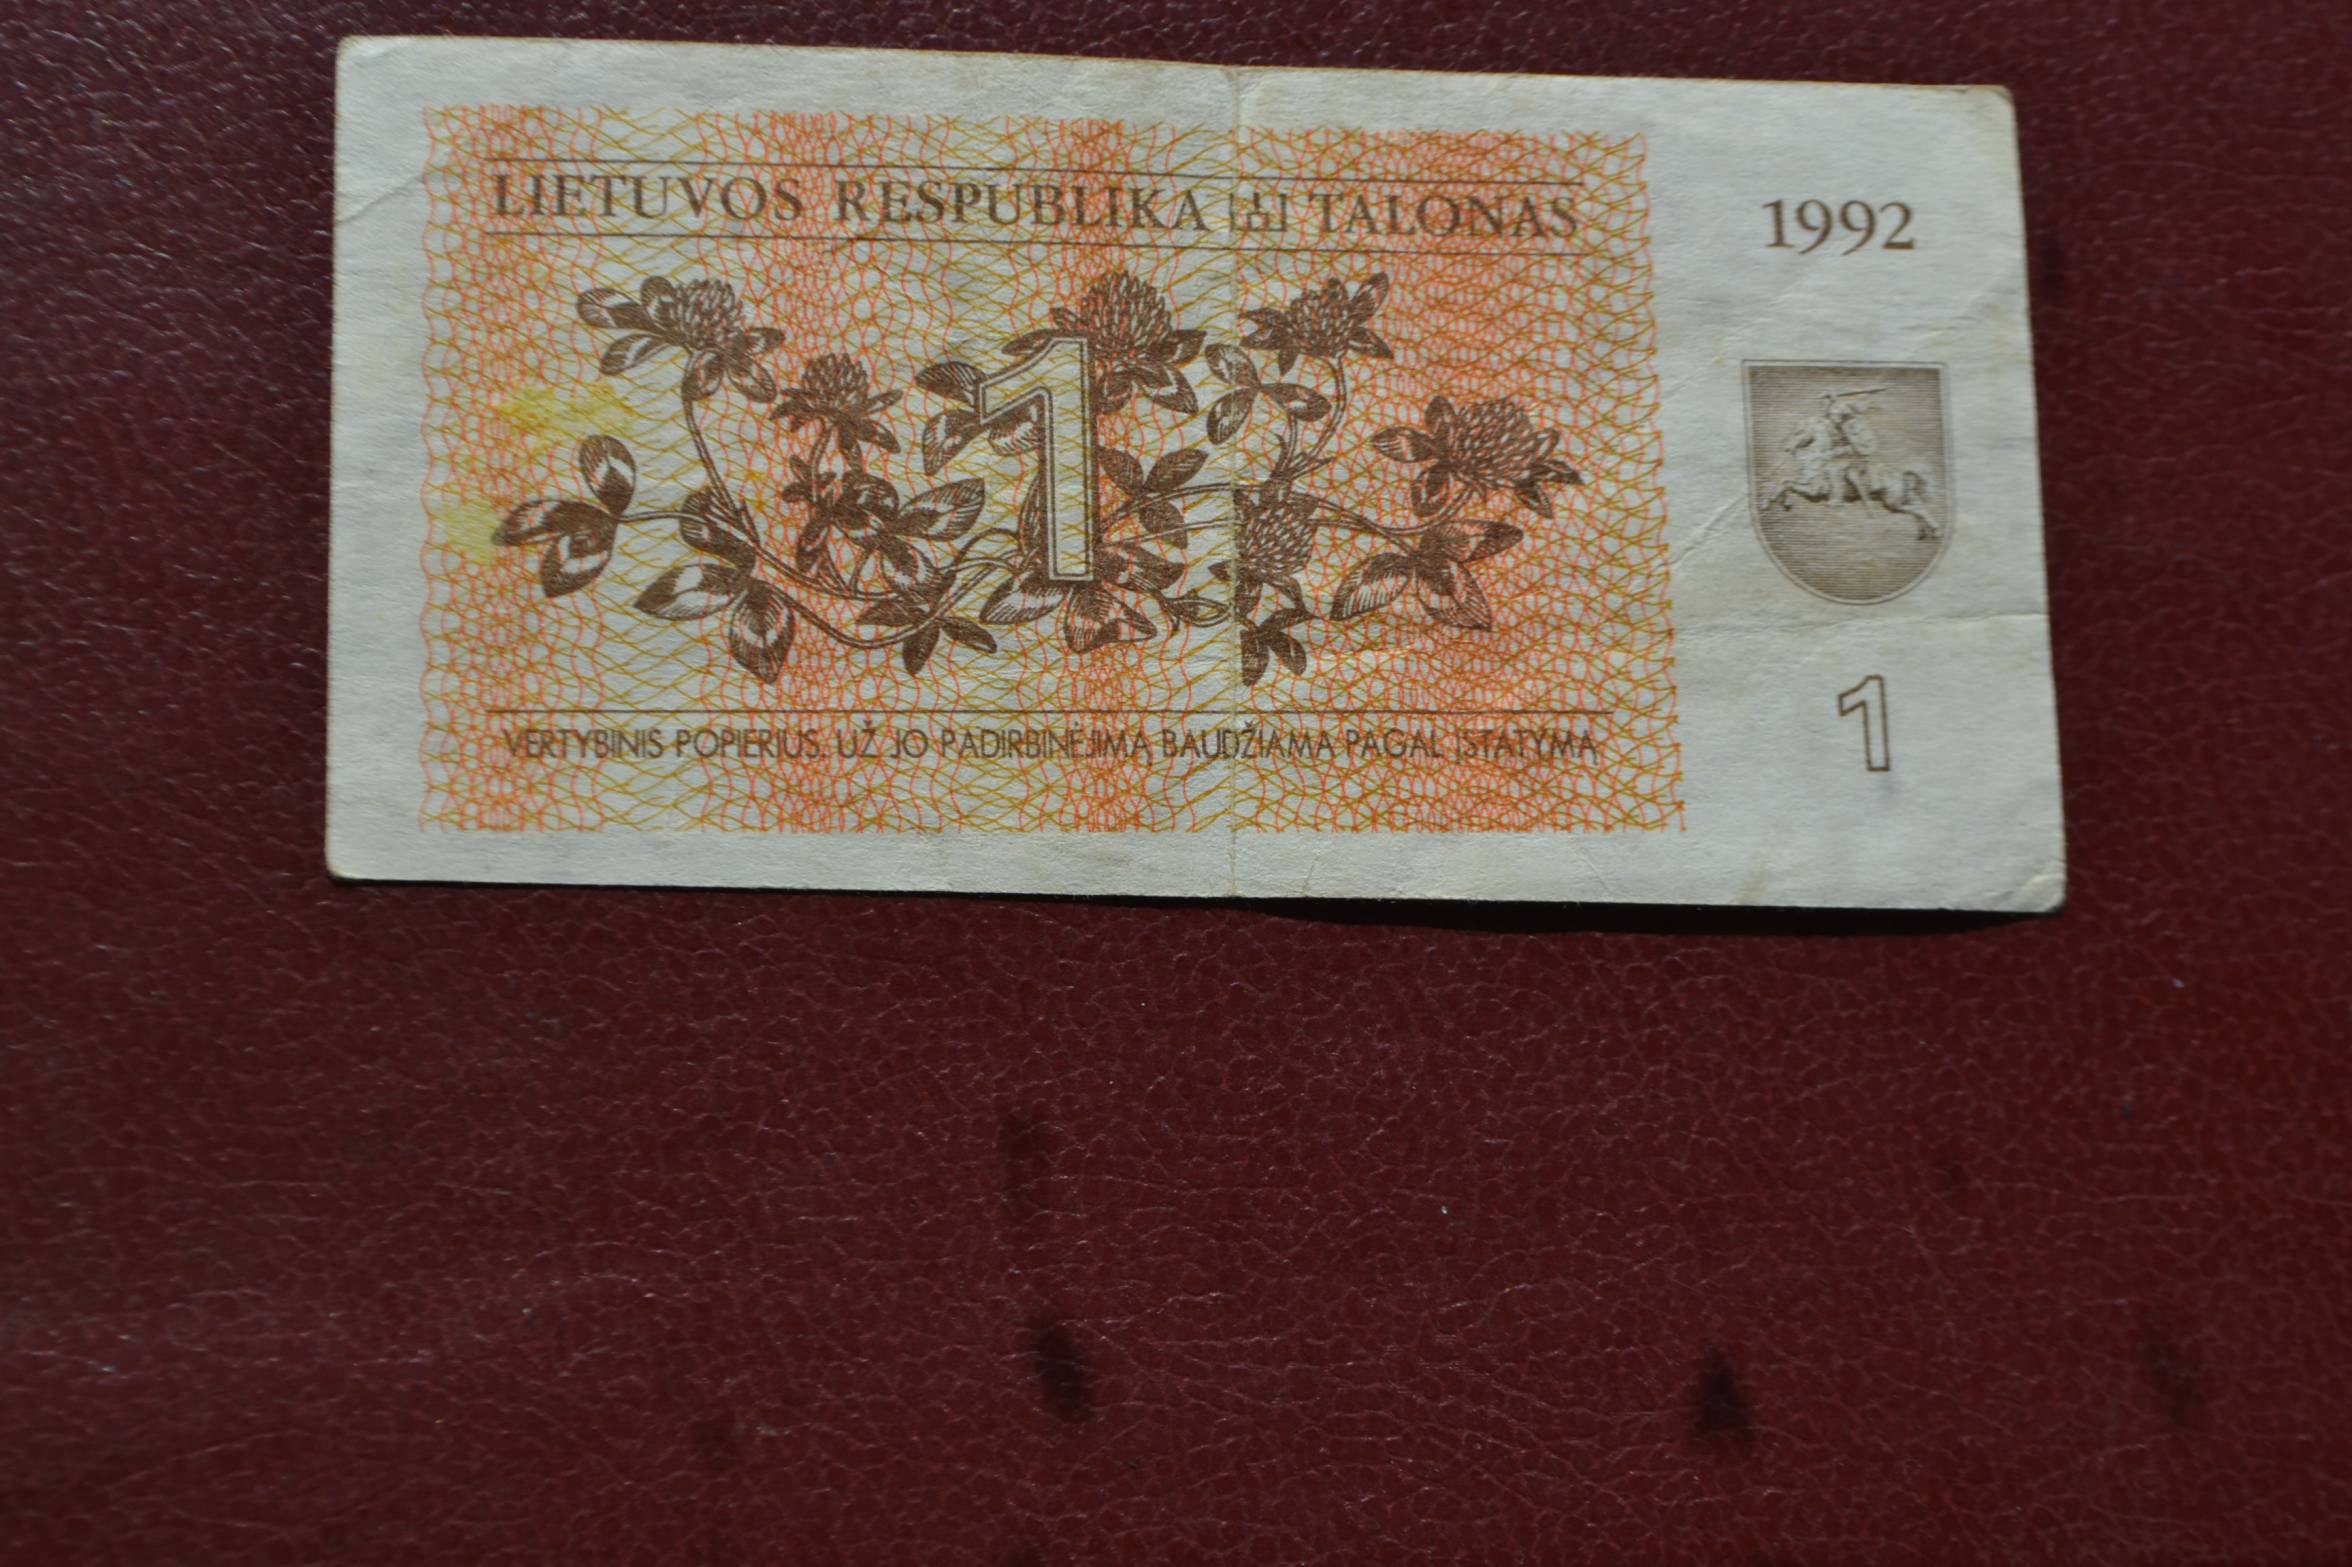 LIETUVOS RESPUBLIKA TALONAS
1992
1
VERTYBINIS POPIERIUS. UŽ JO PADIRBINĖJIMĄ BAUDŽIAMA PAGAL ĮSTATYMĄ
1